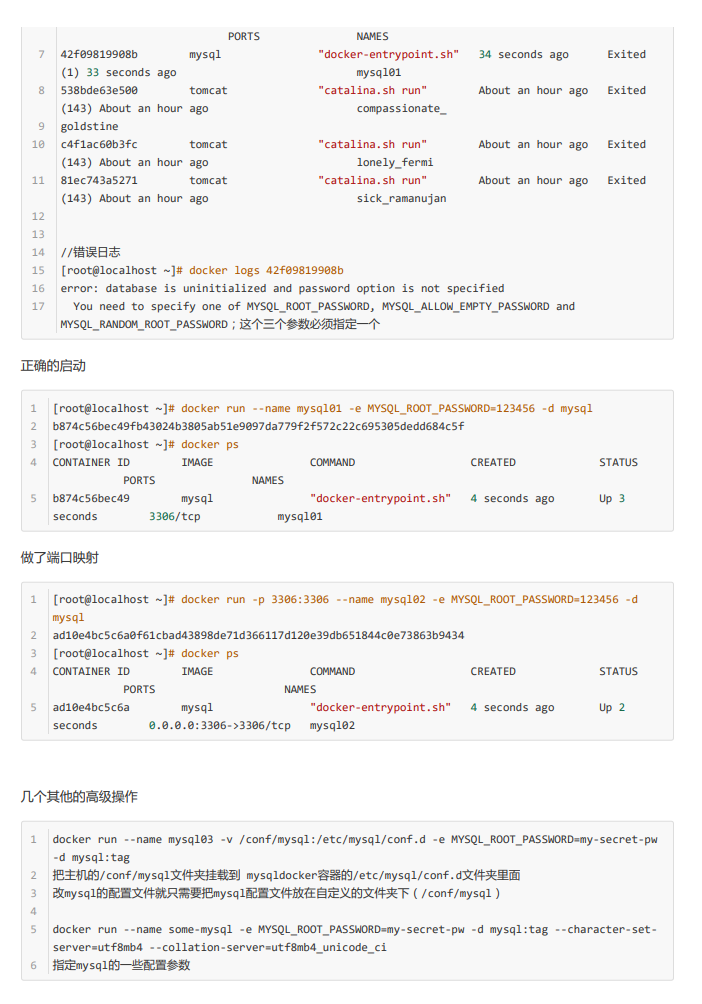 PORTS NAMES
7 42f09819908b mysql "docker-entrypoint.sh" 34 seconds ago Exited
(1) 33 seconds ago mysql01
8 538bde63e500 tomcat "catalina.sh run" About an hour ago Exited
(143) About an hour ago compassionate_
9 goldstine
10 c4f1ac60b3fc tomcat "catalina.sh run" About an hour ago Exited
(143) About an hour ago lonely_fermi
11 81ec743a5271 tomcat "catalina.sh run" About an hour ago Exited
(143) About an hour ago sick_ramanujan
12
13
14 //错误日志
15 [root@localhost ~]# docker logs 42f09819908b
16 error: database is uninitialized and password option is not specified
17 You need to specify one of MYSQL_ROOT_PASSWORD, MYSQL_ALLOW_EMPTY_PASSWORD and
MYSQL_RANDOM_ROOT_PASSWORD；这个三个参数必须指定一个
正确的启动
1 [root@localhost ~]# docker run --name mysql01 -e MYSQL_ROOT_PASSWORD=123456 -d mysql
2 b874c56bec49fb43024b3805ab51e9097da779f2f572c22c695305dedd684c5f
3 [root@localhost ~]# docker ps
4 CONTAINER ID IMAGE COMMAND CREATED STATUS
PORTS NAMES
5 b874c56bec49 mysql "docker-entrypoint.sh" 4 seconds ago Up 3
seconds 3306/tcp mysql01
做了端口映射
1 [root@localhost ~]# docker run -p 3306:3306 --name mysql02 -e MYSQL_ROOT_PASSWORD=123456 -d
mysql
2 ad10e4bc5c6a0f61cbad43898de71d366117d120e39db651844c0e73863b9434
3 [root@localhost ~]# docker ps
4 CONTAINER ID IMAGE COMMAND CREATED STATUS
PORTS NAMES
5 ad10e4bc5c6a mysql "docker-entrypoint.sh" 4 seconds ago Up 2
seconds 0.0.0.0:3306->3306/tcp mysql02
几个其他的高级操作
1 docker run --name mysql03 -v /conf/mysql:/etc/mysql/conf.d -e MYSQL_ROOT_PASSWORD=my-secret-pw
-d mysql:tag
2 把主机的/conf/mysql文件夹挂载到 mysqldocker容器的/etc/mysql/conf.d文件夹里面
3 改mysql的配置文件就只需要把mysql配置文件放在自定义的文件夹下（/conf/mysql）
4
5 docker run --name some-mysql -e MYSQL_ROOT_PASSWORD=my-secret-pw -d mysql:tag --character-set-
server=utf8mb4 --collation-server=utf8mb4_unicode_ci
6 指定mysql的一些配置参数